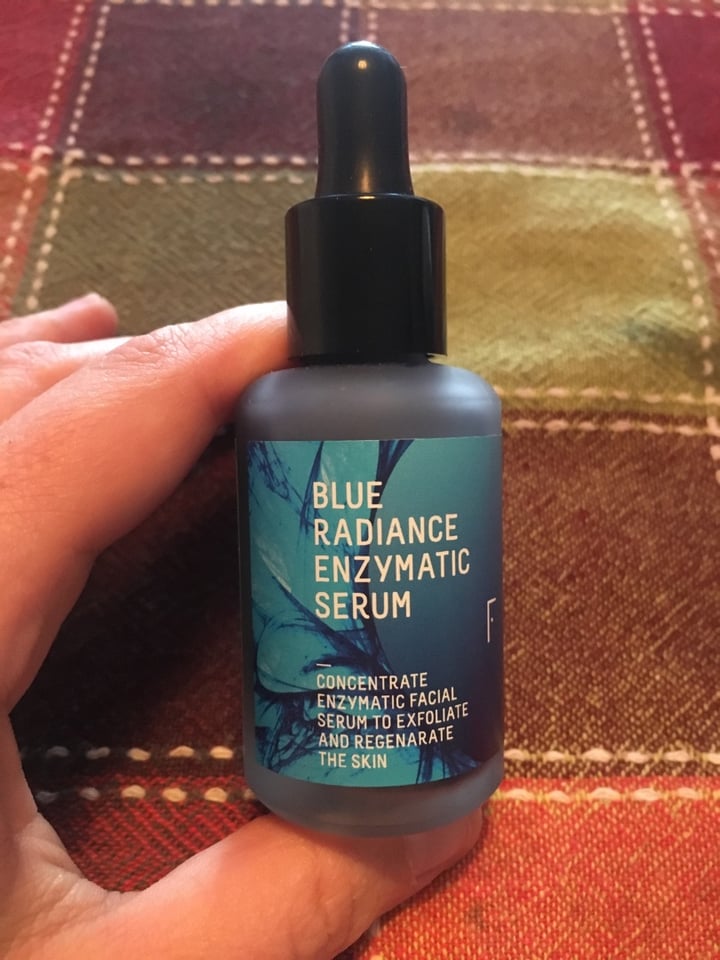 BLUE
RADIANCE
ENZYMATIC
SERUM
F
CONCENTRATE
ENZYMATIC FACIAL
SERUM TO EXFOLIATE
AND REGENARATE
THE SKIN